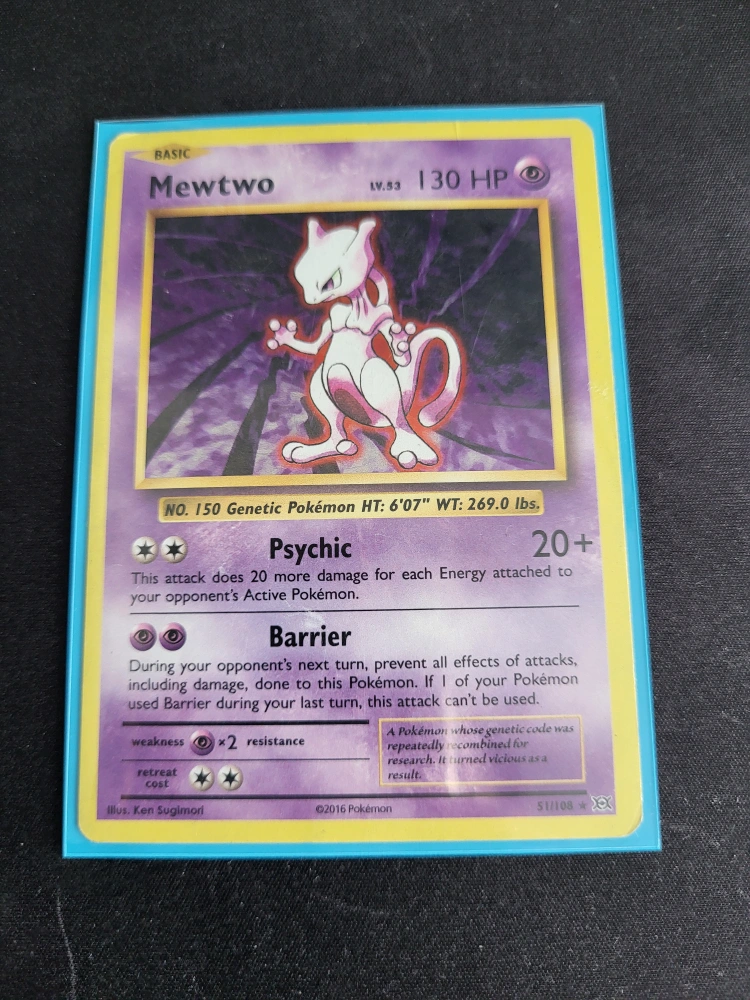 BASIC
Mewtwo LV.53 130 HP
NO. 150 Genetic Pokémon HT: 6'07" WT: 269.0 lbs.
Psychic 20+
This attack does 20 more damage for each Energy attached to
your opponent's Active Pokémon.
Barrier
During your opponent's next turn, prevent all effects of attacks,
including damage, done to this Pokémon. If 1 of your Pokémon
used Barrier during your last turn, this attack can't be used.
weakness ×2 resistance
retreat
cost
A Pokémon whose genetic code was
repeatedly recombined for
research. It turned vicious as a
result.
Illus. Ken Sugimori ©2016 Pokémon 51/108 ★